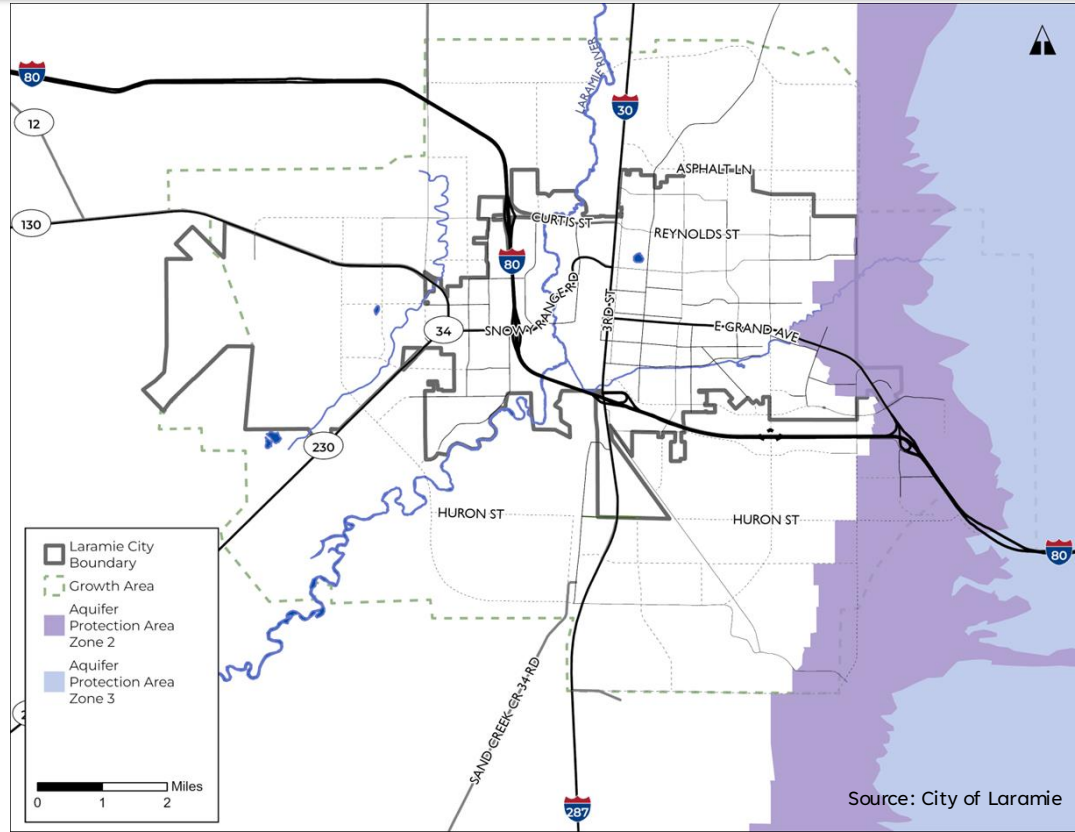 LARAMIE RIVER
80
30
12
ASPHALT LN
130
CURTIS ST
REYNOLDS ST
80
SNOWY RANGE RD
3RD ST
34
E GRAND AVE
230
HURON ST
HURON ST
80
Laramie City
Boundary
Growth Area
Aquifer
Protection Area
Zone 2
Aquifer
Protection Area
Zone 3
SAND CREEK CR 34 RD
Miles
0 1 2
287
Source: City of Laramie